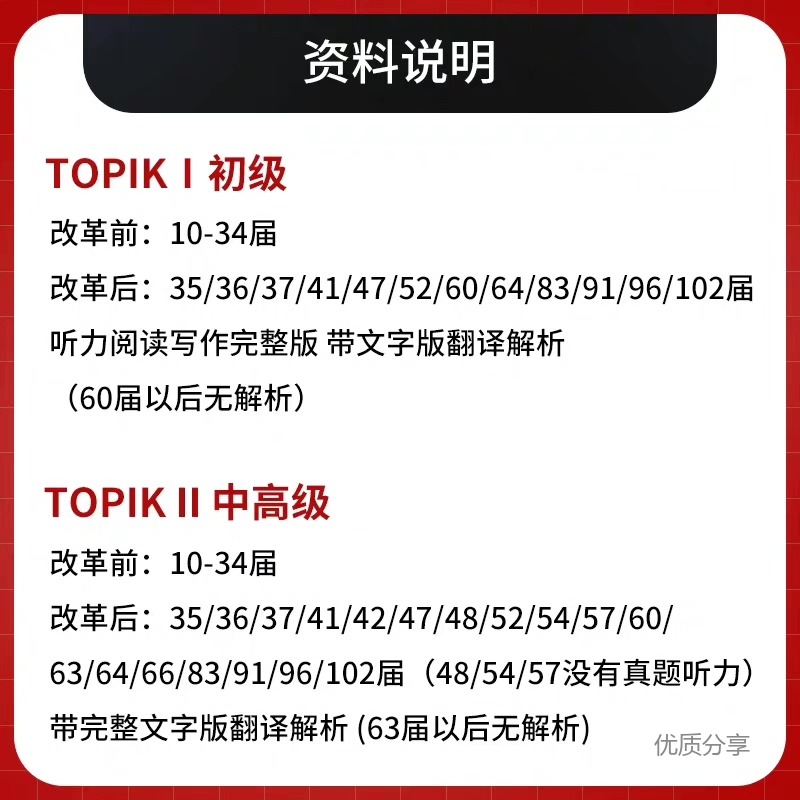 资料说明
TOPIK Ⅰ 初级
改革前：10-34届
改革后：35/36/37/41/47/52/60/64/83/91/96/102届
听力阅读写作完整版 带文字版翻译解析
（60届以后无解析）
TOPIK II 中高级
改革前：10-34届
改革后：35/36/37/41/42/47/48/52/54/57/60/
63/64/66/83/91/96/102届（48/54/57没有真题听力）
带完整文字版翻译解析 (63届以后无解析)
优质分享